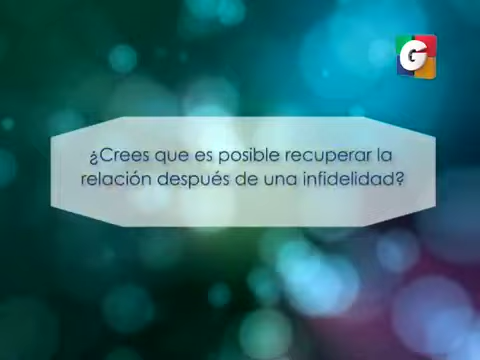 G
¿Crees que es posible recuperar la
relación después de una infidelidad?